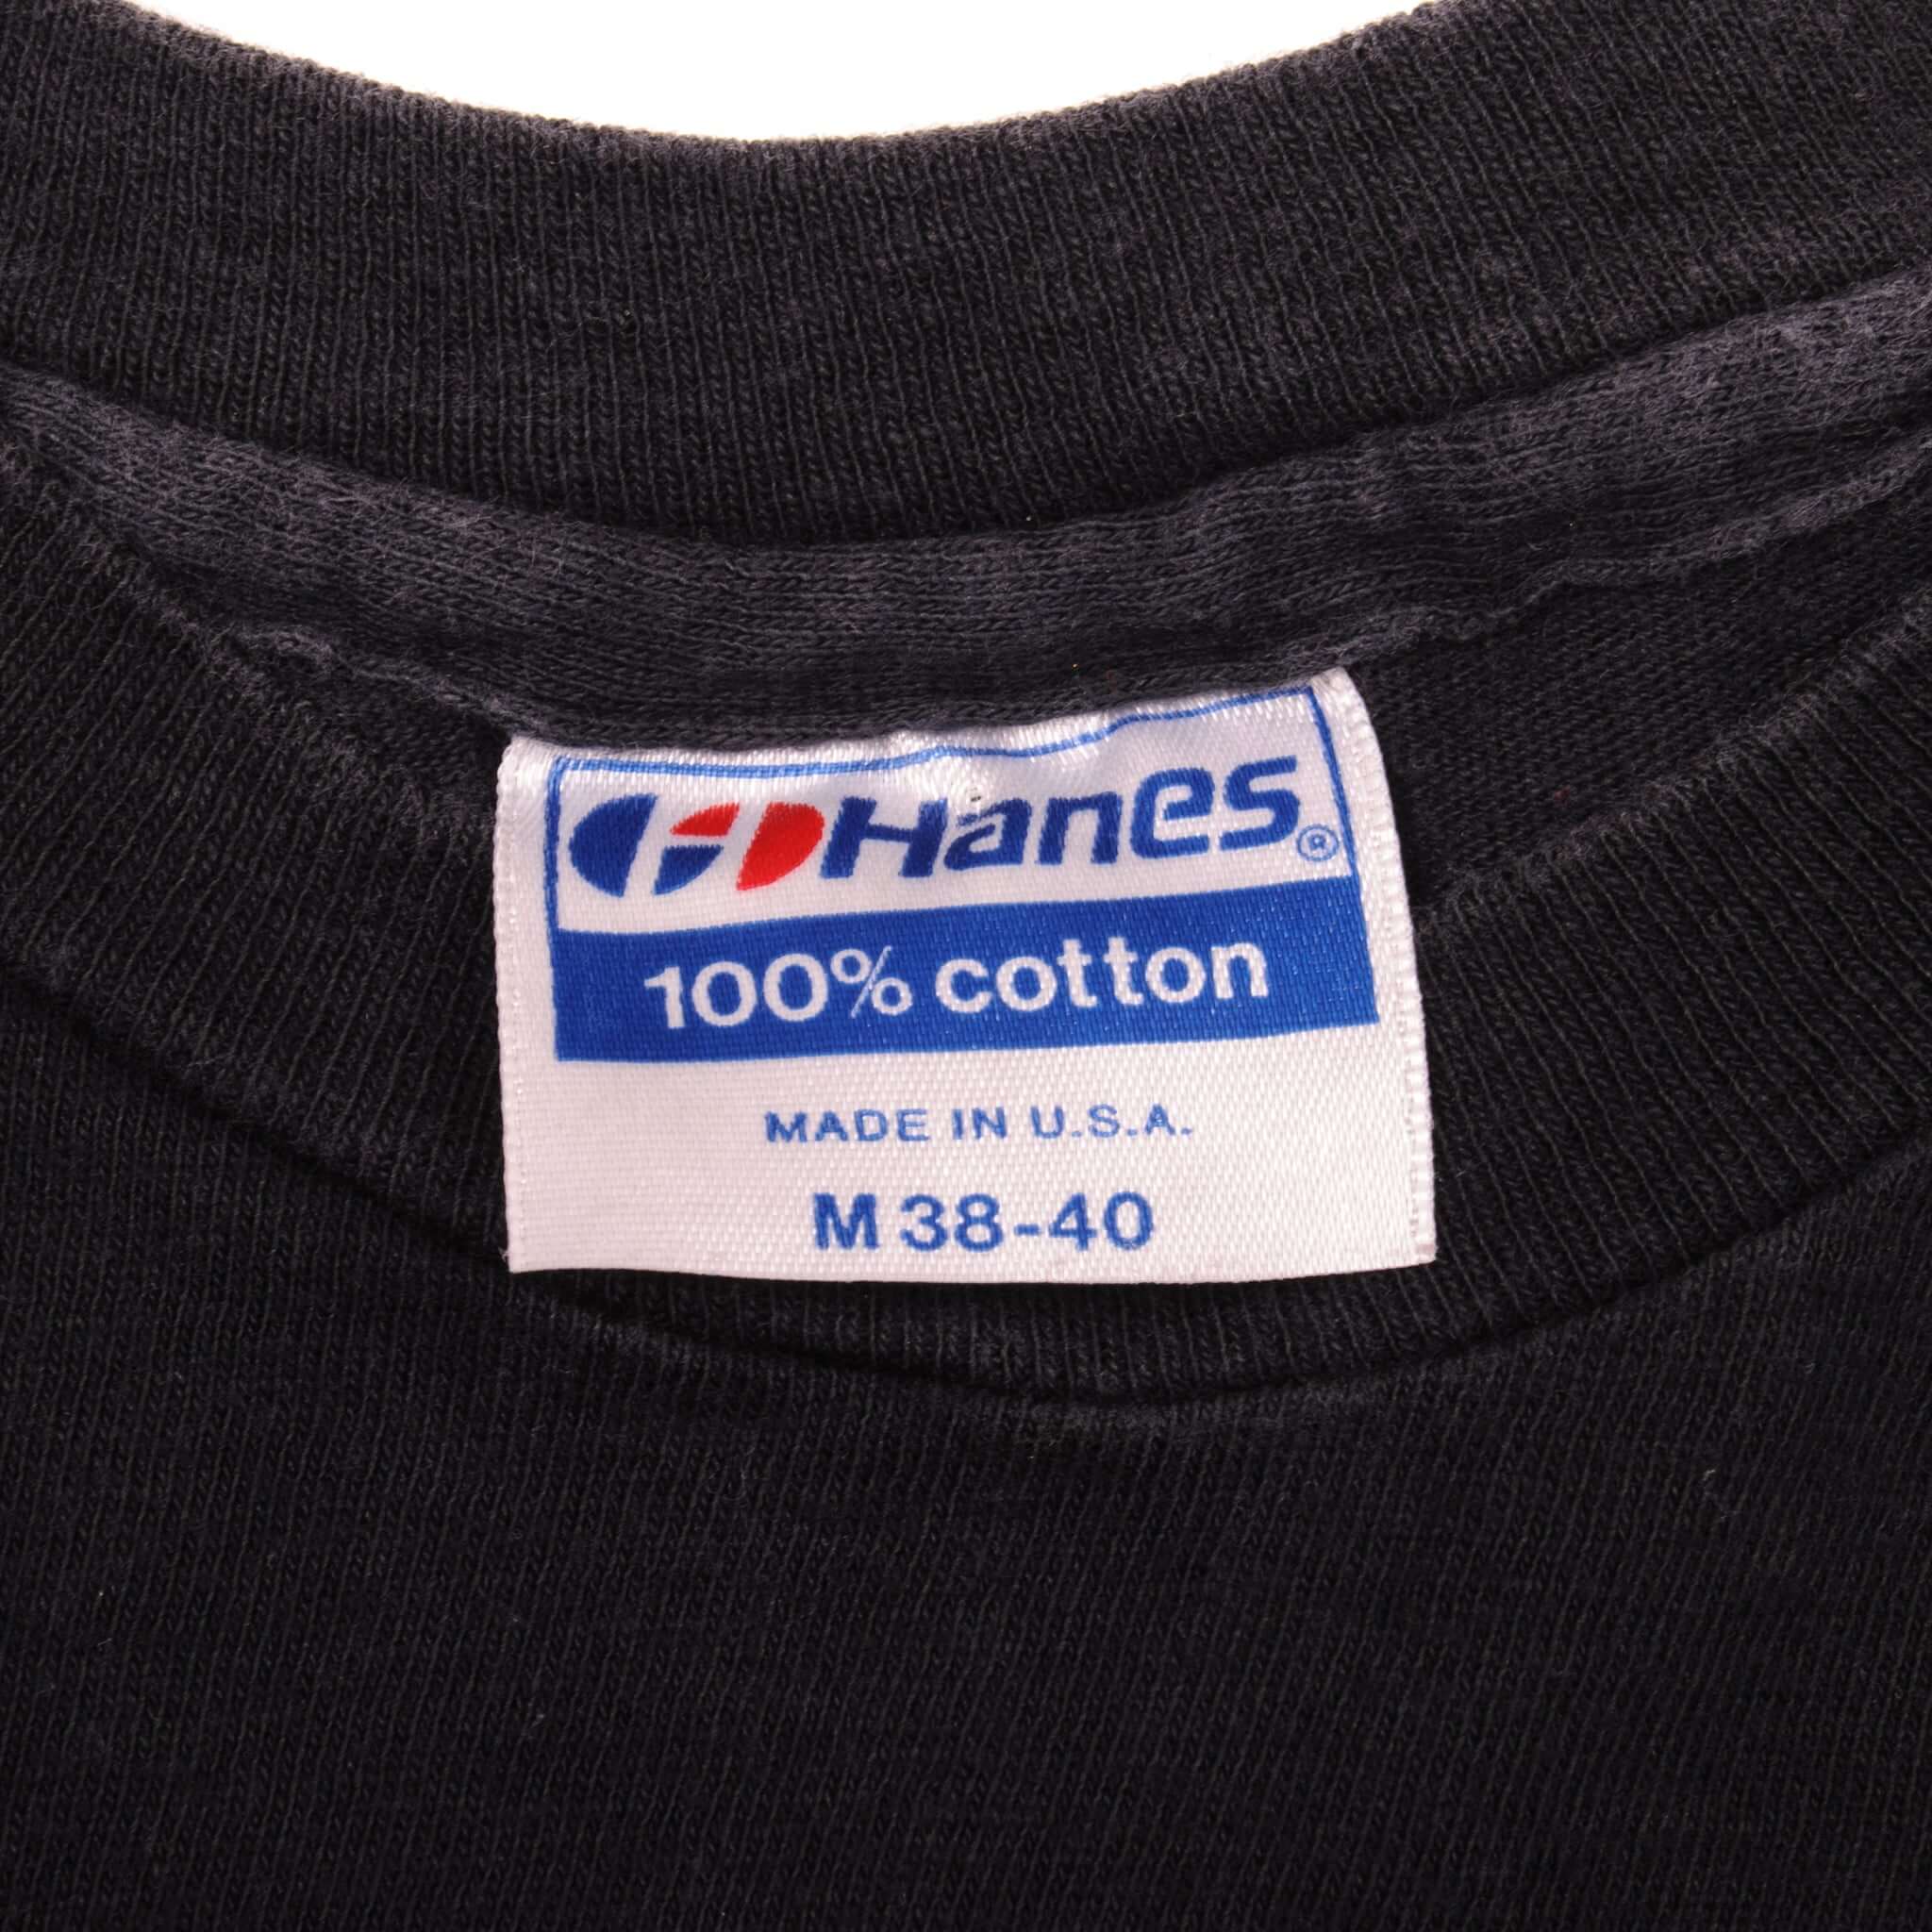 Hanes®
100% cotton
MADE IN U.S.A.
M 38-40